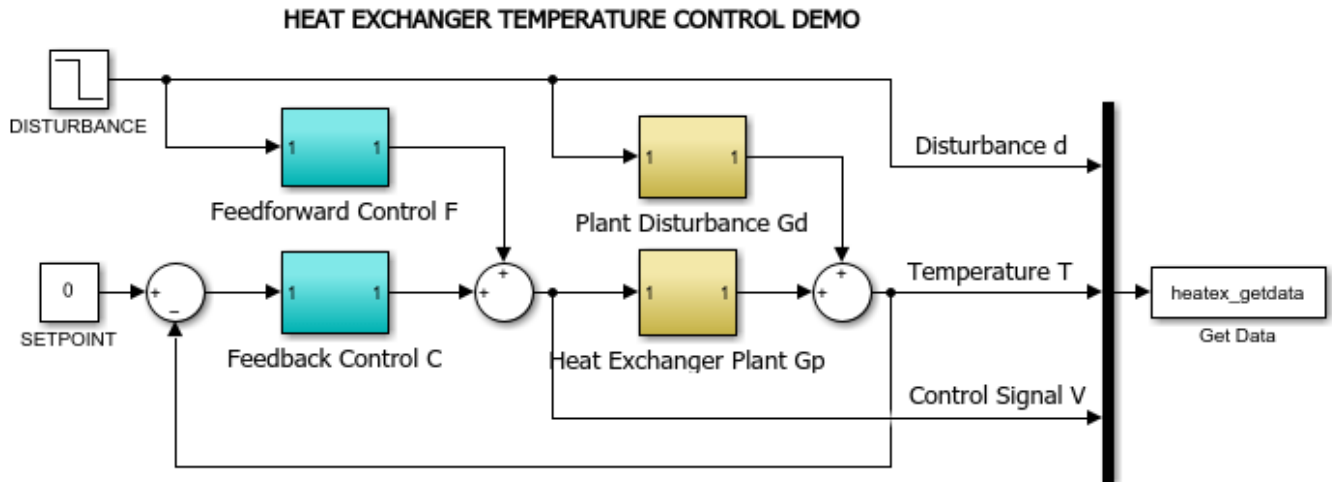 HEAT EXCHANGER TEMPERATURE CONTROL DEMO
DISTURBANCE
1 1
Feedforward Control F
1 1
Plant Disturbance Gd
Disturbance d
+
+
0
SETPOINT
+
−
1 1
Feedback Control C
+
1 1
Heat Exchanger Plant Gp
+
Temperature T
heatex_getdata
Get Data
Control Signal V